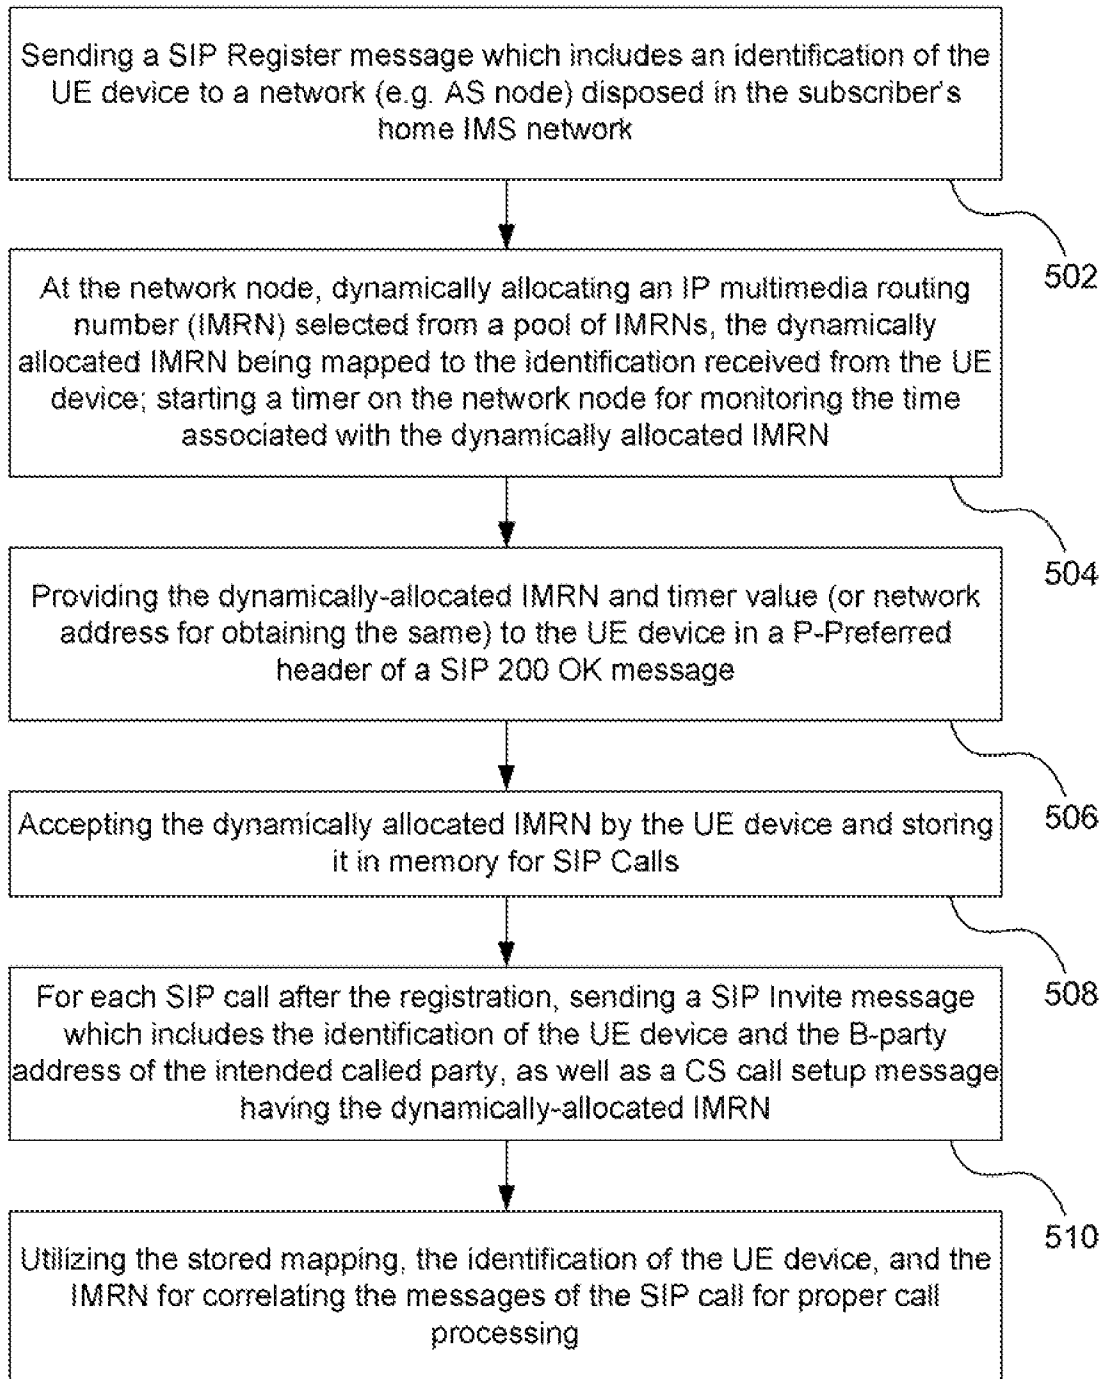 Sending a SIP Register message which includes an identification of the
UE device to a network (e.g. AS node) disposed in the subscriber's
home IMS network
502
At the network node, dynamically allocating an IP multimedia routing
number (IMRN) selected from a pool of IMRNs, the dynamically
allocated IMRN being mapped to the identification received from the UE
device; starting a timer on the network node for monitoring the time
associated with the dynamically allocated IMRN
504
Providing the dynamically-allocated IMRN and timer value (or network
address for obtaining the same) to the UE device in a P-Preferred
header of a SIP 200 OK message
506
Accepting the dynamically allocated IMRN by the UE device and storing
it in memory for SIP Calls
508
For each SIP call after the registration, sending a SIP Invite message
which includes the identification of the UE device and the B-party
address of the intended called party, as well as a CS call setup message
having the dynamically-allocated IMRN
510
Utilizing the stored mapping, the identification of the UE device, and the
IMRN for correlating the messages of the SIP call for proper call
processing